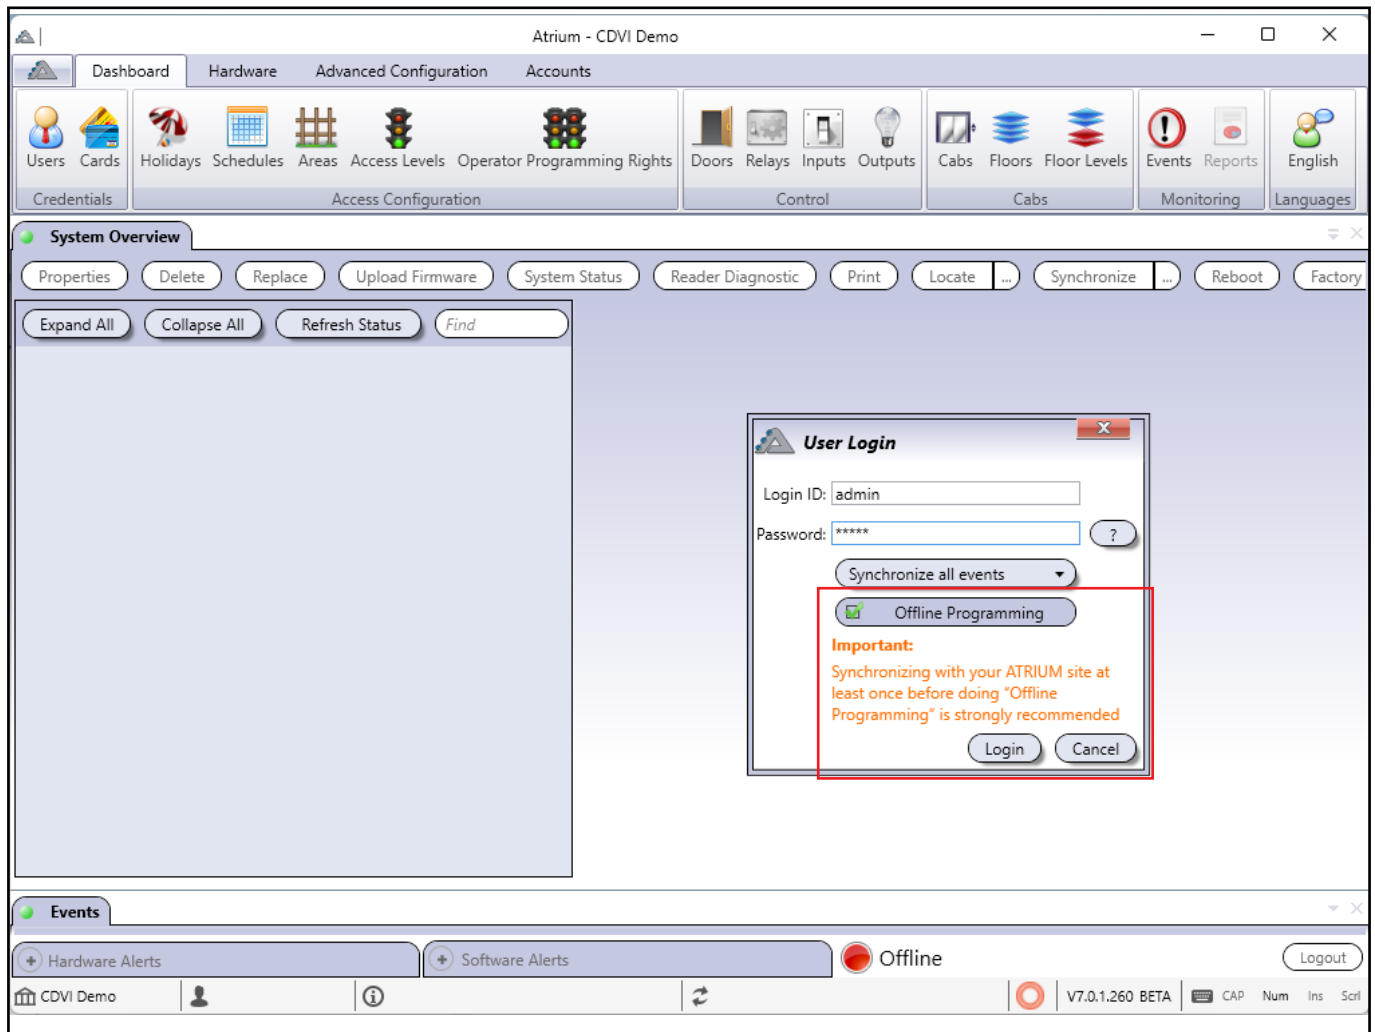 Atrium - CDVI Demo
Dashboard Hardware Advanced Configuration Accounts
Users Cards Holidays Schedules Areas Access Levels Operator Programming Rights Doors Relays Inputs Outputs Cabs Floors Floor Levels Events Reports English
Credentials Access Configuration Control Cabs Monitoring Languages
System Overview
Properties Delete Replace Upload Firmware System Status Reader Diagnostic Print Locate ... Synchronize ... Reboot Factory
Expand All Collapse All Refresh Status Find
User Login
X
Login ID: admin
Password: ***** ?
Synchronize all events
Offline Programming
Important:
Synchronizing with your ATRIUM site at
least once before doing "Offline
Programming" is strongly recommended
Login Cancel
Events
Hardware Alerts Software Alerts Offline Logout
CDVI Demo V7.0.1.260 BETA CAP Num Ins Scrl